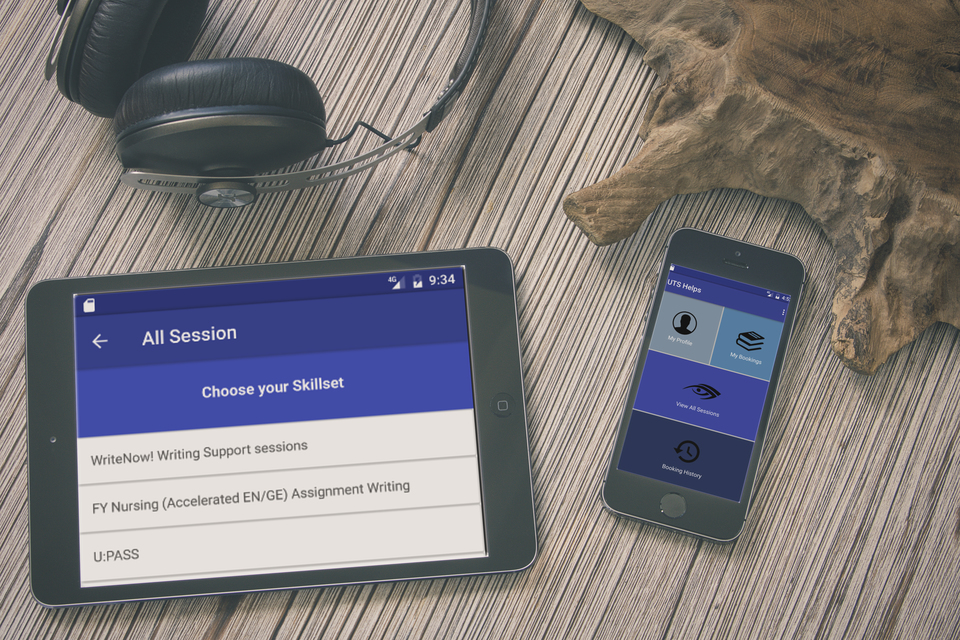 4G 9:34
All Session
Choose your Skillset
WriteNow! Writing Support sessions
FY Nursing (Accelerated EN/GE) Assignment Writing
U:PASS
UTS Helps
My Profile
My Bookings
View All Sessions
Booking History